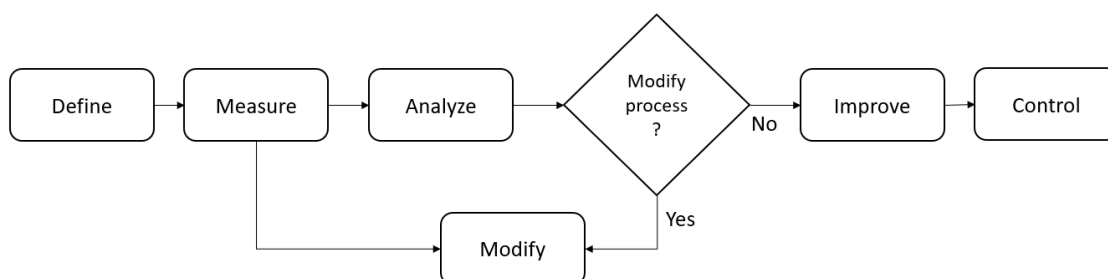 Define
Measure
Analyze
Modify
process
?
No
Improve
Control
Yes
Modify